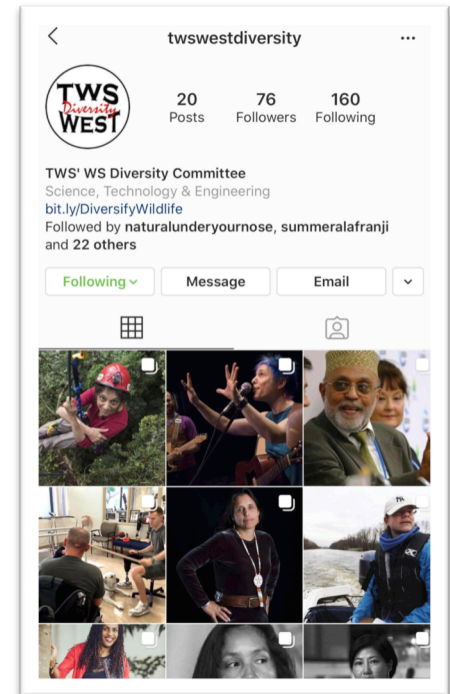 twswestdiversity
TWS
Diversity
WEST
20 76 160
Posts Followers Following
TWS' WS Diversity Committee
Science, Technology & Engineering
bit.ly/DiversifyWildlife
Followed by naturalunderyournose, summeralafranji
and 22 others
Following Message Email